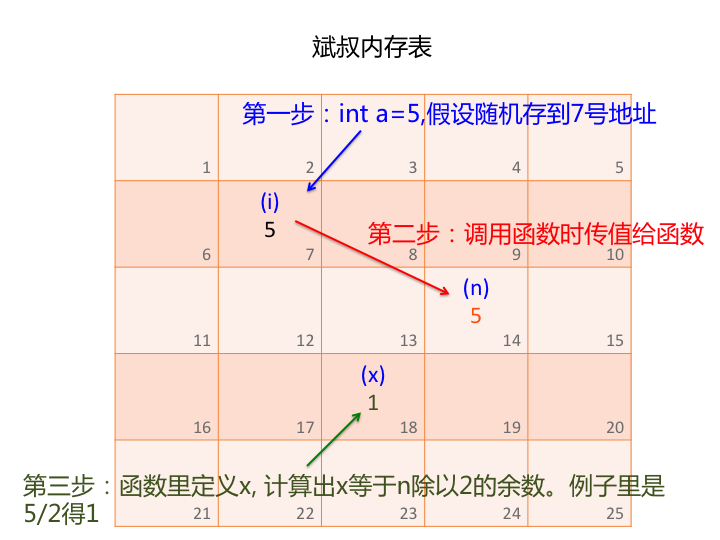 斌叔内存表
第一步：int a=5,假设随机存到7号地址
1 2 3 4 5
(i)
5
第二步：调用函数时传值给函数
6 7 8 9 10
(n)
5
11 12 13 14 15
(x)
1
16 17 18 19 20
第三步：函数里定义x, 计算出x等于n除以2的余数。例子里是
5/2得1
21 22 23 24 25